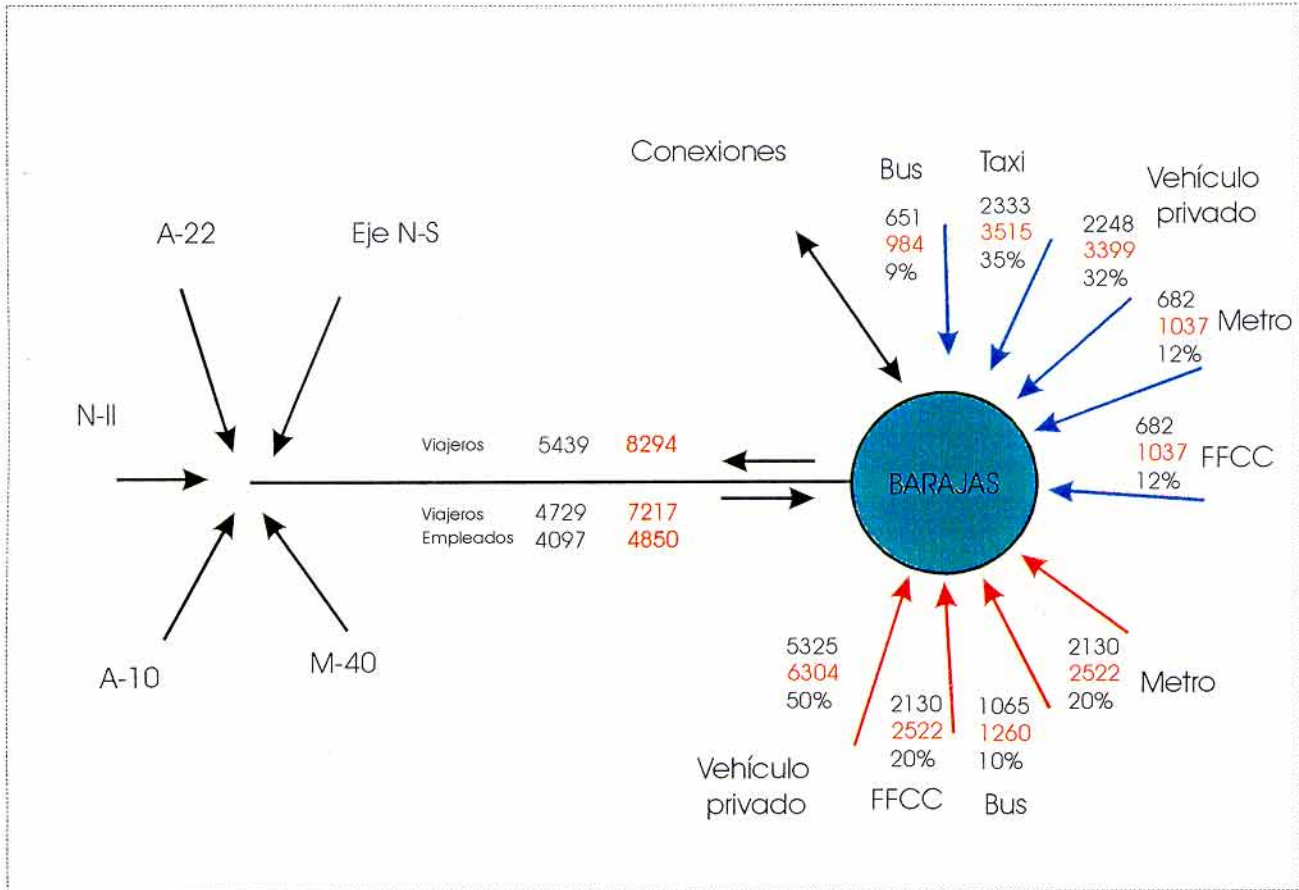 Conexiones
Bus
651
984
9%
Taxi
2333
3515
35%
Vehículo
privado
2248
3399
32%
682
1037
12%
Metro
682
1037
12%
FFCC
A-22
Eje N-S
N-II
A-10
M-40
Viajeros 5439 8294
Viajeros 4729 7217
Empleados 4097 4850
BARAJAS
5325
6304
50%
Vehículo
privado
2130
2522
20%
FFCC
1065
1260
10%
Bus
2130
2522
20%
Metro